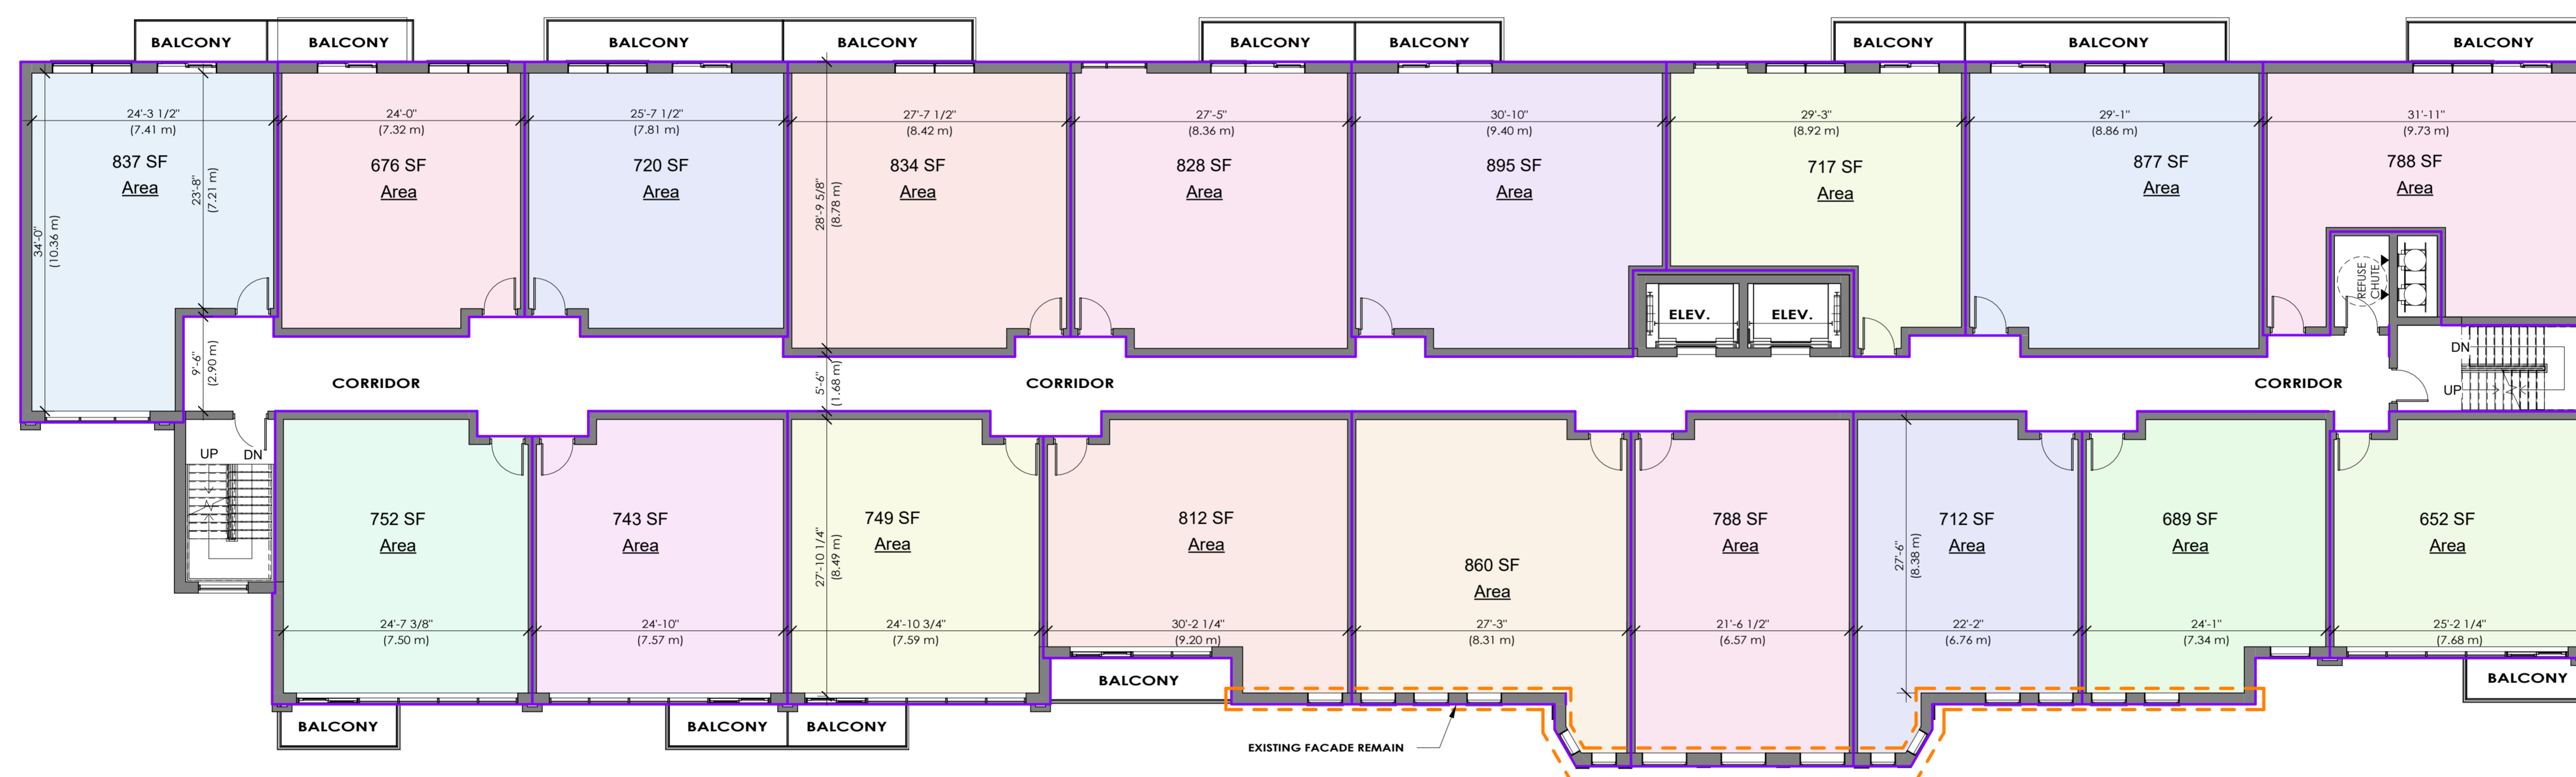 BALCONY BALCONY BALCONY BALCONY BALCONY BALCONY BALCONY BALCONY BALCONY
24'-3 1/2" 24'-0" 25'-7 1/2" 27'-7 1/2" 27'-5" 30'-10" 29'-3" 29'-1" 31'-11"
(7.41 m) (7.32 m) (7.81 m) (8.42 m) (8.36 m) (9.40 m) (8.92 m) (8.86 m) (9.73 m)
837 SF 676 SF 720 SF 834 SF 828 SF 895 SF 717 SF 877 SF 788 SF
Area Area Area Area Area Area Area Area Area
34'-0"
(10.36 m)
23'-8"
(7.21 m)
28'-9 5/8"
(8.78 m)
ELEV. ELEV.
REFUSE
CHUTE
9'-6"
(2.90 m)
5'-6"
(1.68 m)
CORRIDOR CORRIDOR CORRIDOR
DN
UP
UP DN
752 SF 743 SF 749 SF 812 SF 860 SF 788 SF 712 SF 689 SF 652 SF
Area Area Area Area Area Area Area Area Area
27'-10 1/4"
(8.49 m)
27'-6"
(8.38 m)
24'-7 3/8" 24'-10" 24'-10 3/4" 30'-2 1/4" 27'-3" 21'-6 1/2" 22'-2" 24'-1" 25'-2 1/4"
(7.50 m) (7.57 m) (7.59 m) (9.20 m) (8.31 m) (6.57 m) (6.76 m) (7.34 m) (7.68 m)
BALCONY BALCONY
BALCONY BALCONY BALCONY
EXISTING FACADE REMAIN